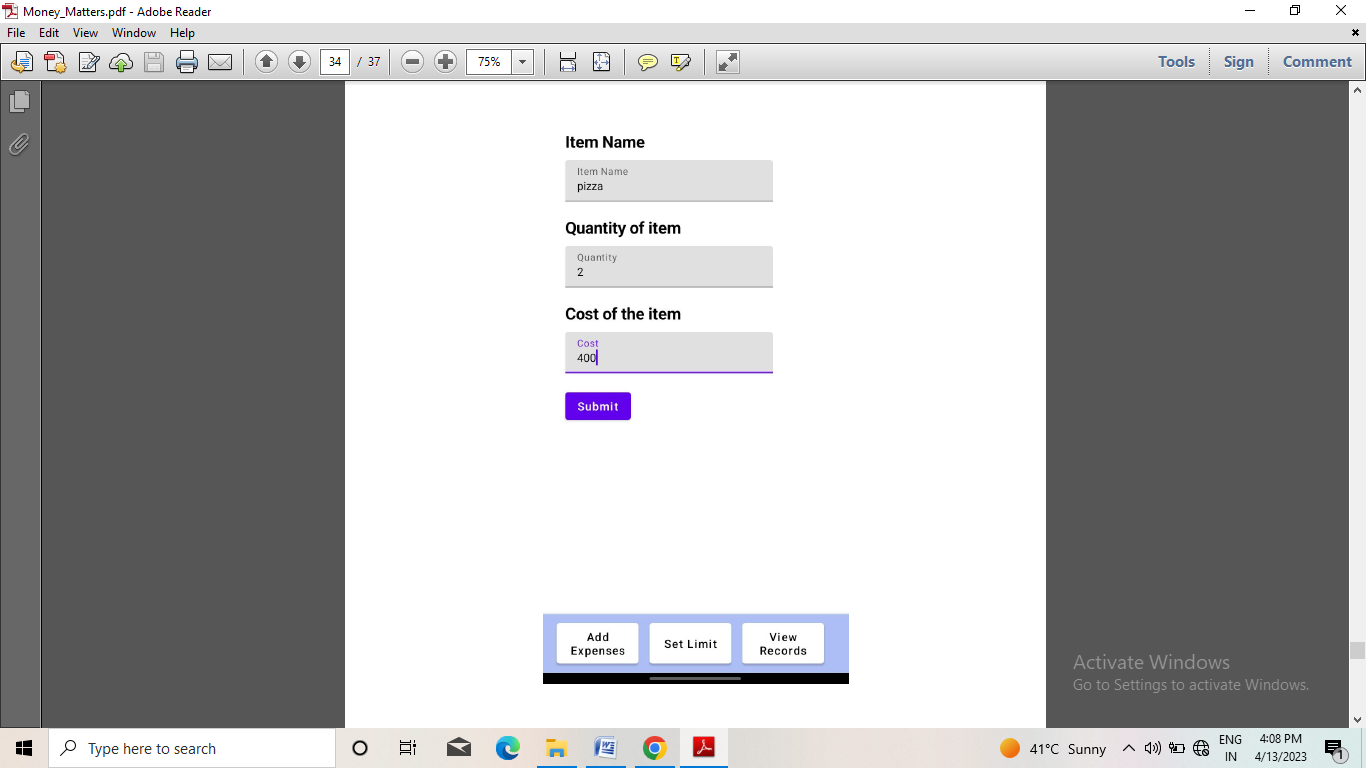 Money_Matters.pdf - Adobe Reader
File Edit View Window Help
34 / 37 75% Tools Sign Comment
Item Name
Item Name
pizza
Quantity of item
Quantity
2
Cost of the item
Cost
400
Submit
Add Expenses
Set Limit
View Records
Activate Windows
Go to Settings to activate Windows.
Type here to search
41°C Sunny
ENG
IN
4:08 PM
4/13/2023
1